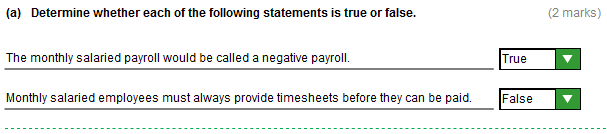 (a) Determine whether each of the following statements is true or false. (2 marks)
The monthly salaried payroll would be called a negative payroll. True
Monthly salaried employees must always provide timesheets before they can be paid. False